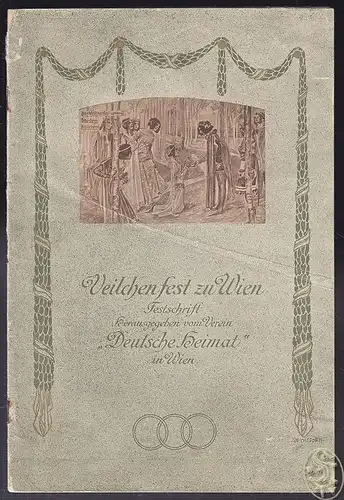 Veilchenfest zu Wien
Festschrift
Herausgegeben vom Verein
„Deutsche Heimat"
in Wien